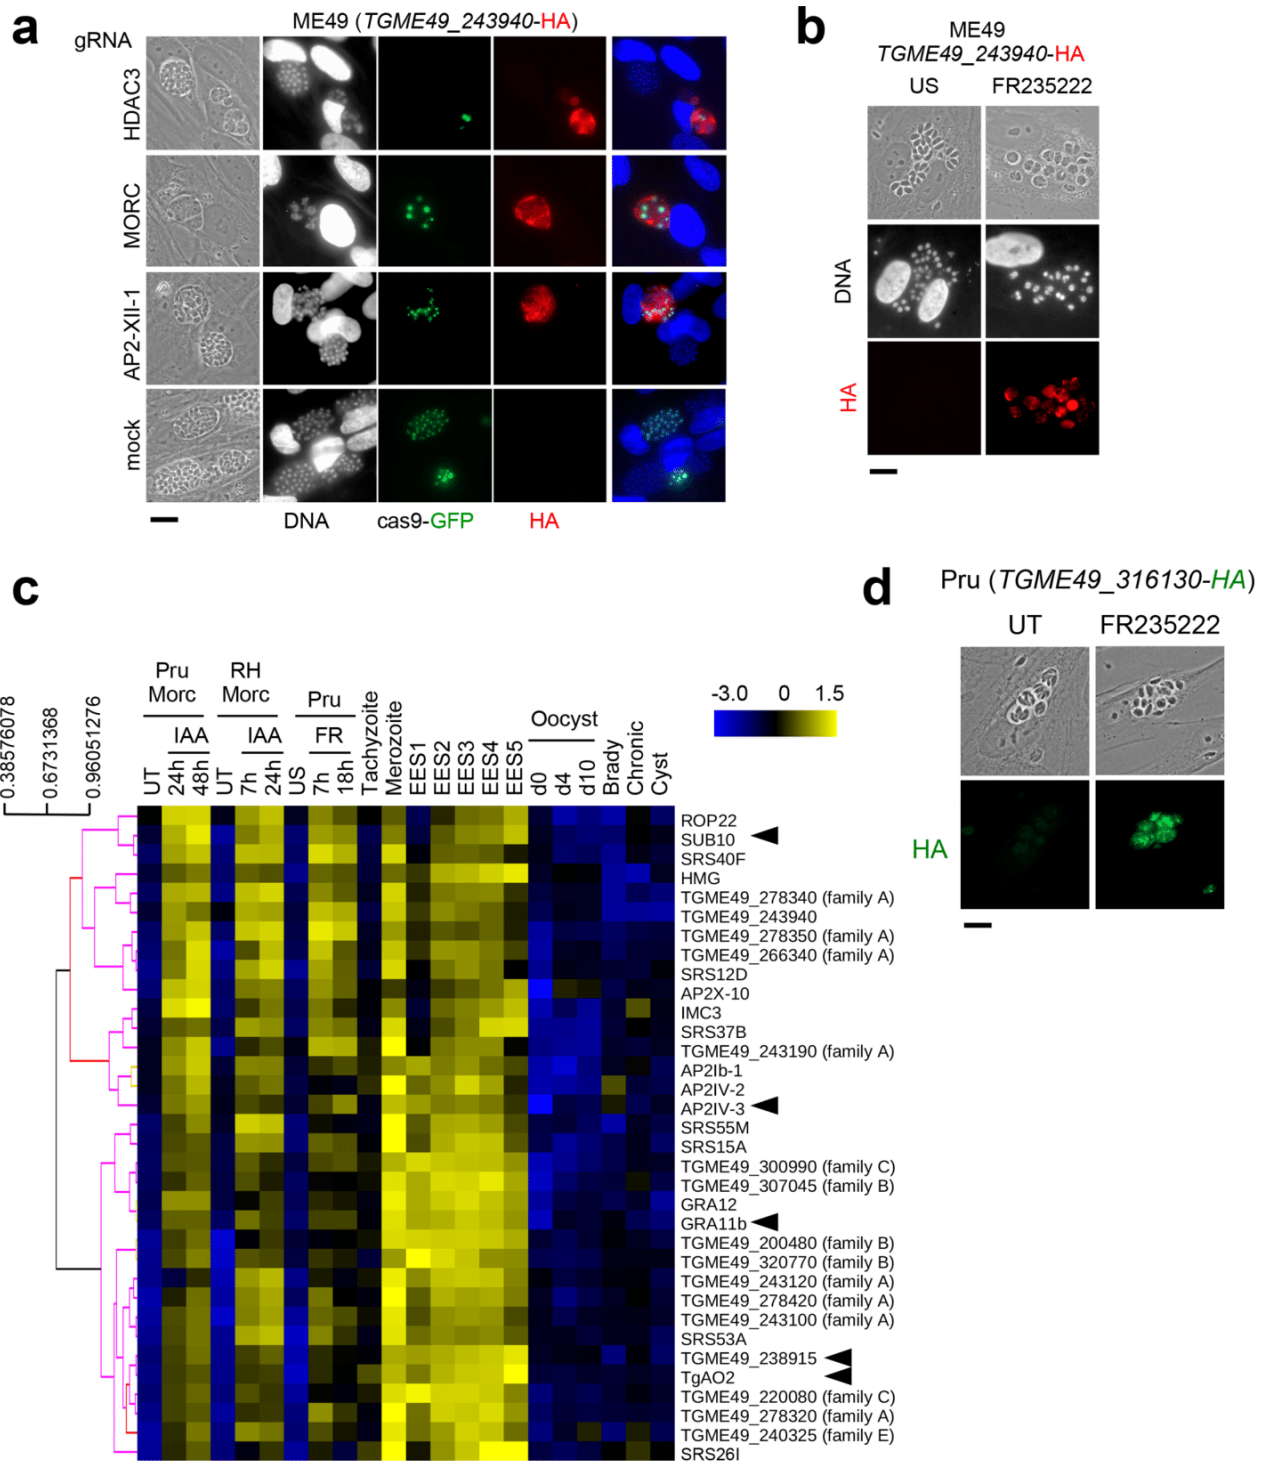 a
ME49 (TGME49_243940-HA)
gRNA
HDAC3
MORC
AP2-XII-1
mock
DNA
cas9-GFP
HA
b
ME49
TGME49_243940-HA
US
FR235222
DNA
HA
c
0.38576078
0.6731368
0.96051276
Pru
Morc
RH
Morc
Pru
IAA
IAA
FR
Oocyst
UT
24h
48h
UT
7h
24h
US
7h
18h
Tachyzoite
Merozoite
EES1
EES2
EES3
EES4
EES5
d0
d4
d10
Brady
Chronic
Cyst
-3.0 0 1.5
ROP22
SUB10
SRS40F
HMG
TGME49_278340 (family A)
TGME49_243940
TGME49_278350 (family A)
TGME49_266340 (family A)
SRS12D
AP2X-10
IMC3
SRS37B
TGME49_243190 (family A)
AP2Ib-1
AP2IV-2
AP2IV-3
SRS55M
SRS15A
TGME49_300990 (family C)
TGME49_307045 (family B)
GRA12
GRA11b
TGME49_200480 (family B)
TGME49_320770 (family B)
TGME49_243120 (family A)
TGME49_278420 (family A)
TGME49_243100 (family A)
SRS53A
TGME49_238915
TgAO2
TGME49_220080 (family C)
TGME49_278320 (family A)
TGME49_240325 (family E)
SRS26I
d
Pru (TGME49_316130-HA)
UT
FR235222
HA